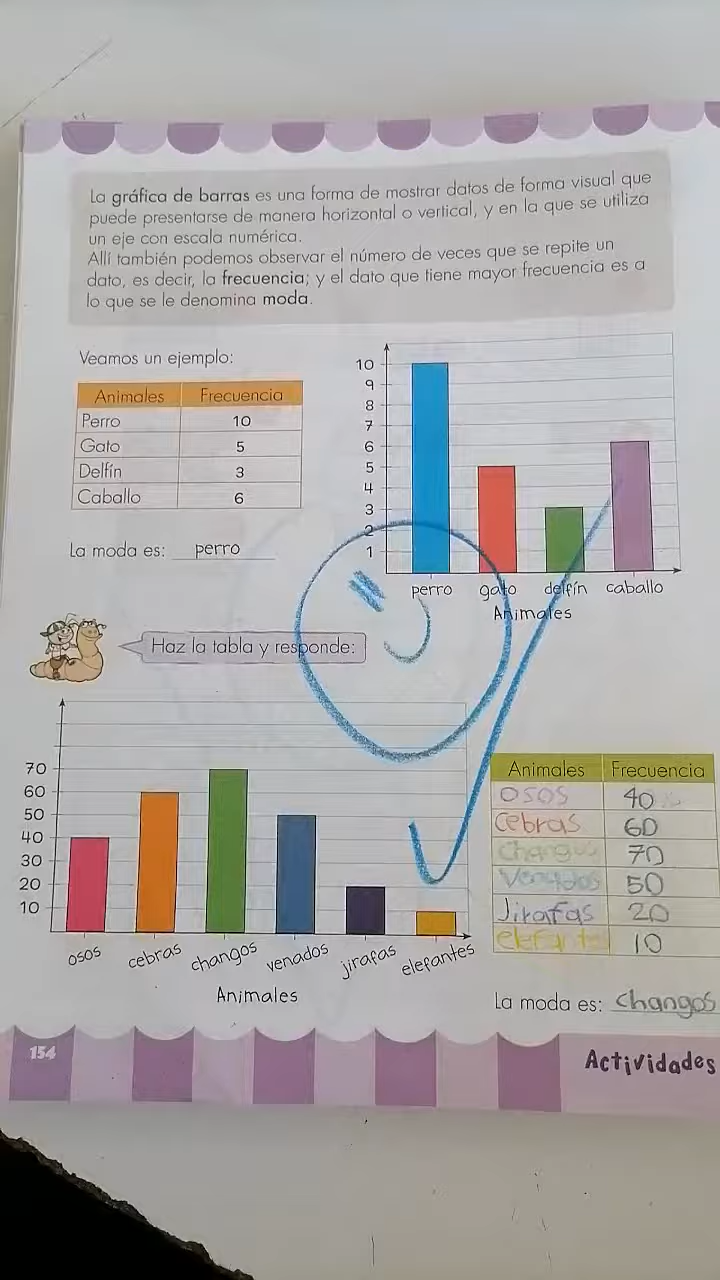 La gráfica de barras es una forma de mostrar datos de forma visual que
puede presentarse de manera horizontal o vertical, y en la que se utiliza
un eje con escala numérica.
Allí también podemos observar el número de veces que se repite un
dato, es decir, la frecuencia; y el dato que tiene mayor frecuencia es a
lo que se le denomina moda.
Veamos un ejemplo:
Animales Frecuencia
Perro 10
Gato 5
Delfín 3
Caballo 6
La moda es: perro
10
9
8
7
6
5
4
3
2
1
perro gato delfín caballo
Animales
Haz la tabla y responde:
70
60
50
40
30
20
10
osos cebras changos venados jirafas elefantes
Animales
Animales Frecuencia
osos 40
cebras 60
changos 70
Venados 50
Jirafas 20
elefante 10
La moda es: changos
154
Actividades